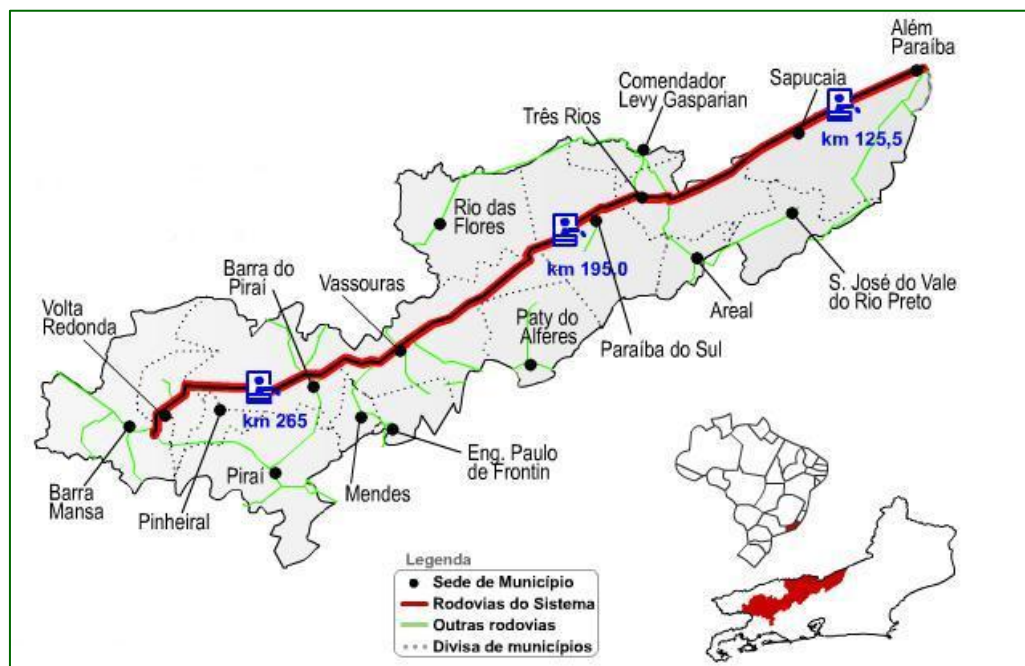 Além
Paraíba
Comendador
Levy Gasparian
Sapucaia
Três Rios
km 125,5
Rio das
Flores
km 195.0
Barra do
Piraí
Vassouras
Areal
S. José do Vale
do Rio Preto
Volta
Redonda
Paty do
Alferes
Paraíba do Sul
km 265
Eng. Paulo
de Frontin
Piraí
Mendes
Barra
Mansa
Pinheiral
Legenda
Sede de Município
Rodovias do Sistema
Outras rodovias
Divisa de municípios